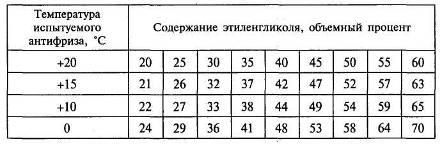 Температура
испытуемого
антифриза, °С
Содержание этиленгликоля, объемный процент
+20 20 25 30 35 40 45 50 55 60
+15 21 26 32 37 42 47 52 57 63
+10 22 27 33 38 44 49 54 59 65
0 24 29 36 41 48 53 58 64 70